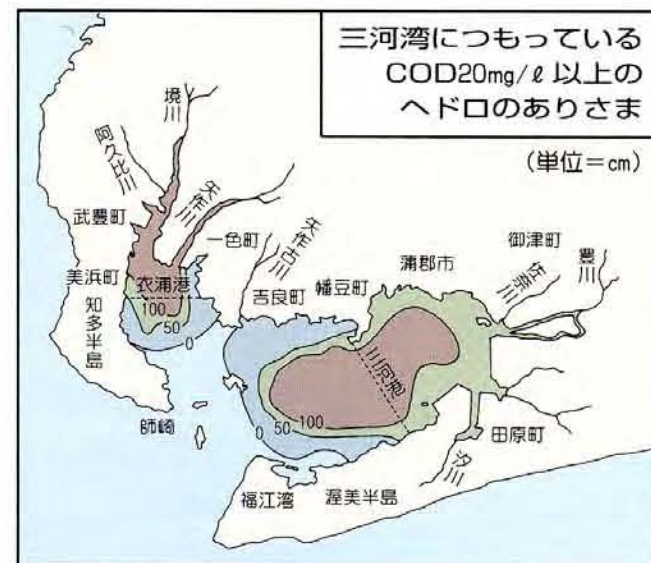 三河湾につもっている
COD20mg/ℓ以上の
ヘドロのありさま
(単位=cm)
境川
阿久比川
矢作川
武豊町
一色町
矢作古川
御津町
豊川
蒲郡市
佐奈川
美浜町
衣浦港
幡豆町
吉良町
知多半島
100
50
0
三河湾
師崎
0
50
100
田原町
汐川
福江湾
渥美半島